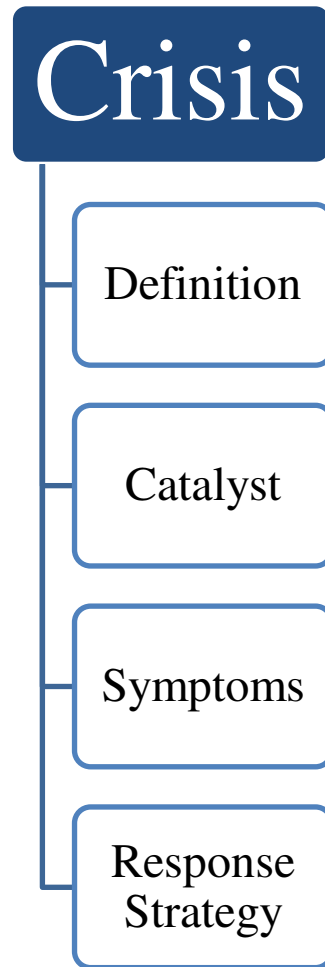 Crisis
Definition
Catalyst
Symptoms
Response
Strategy